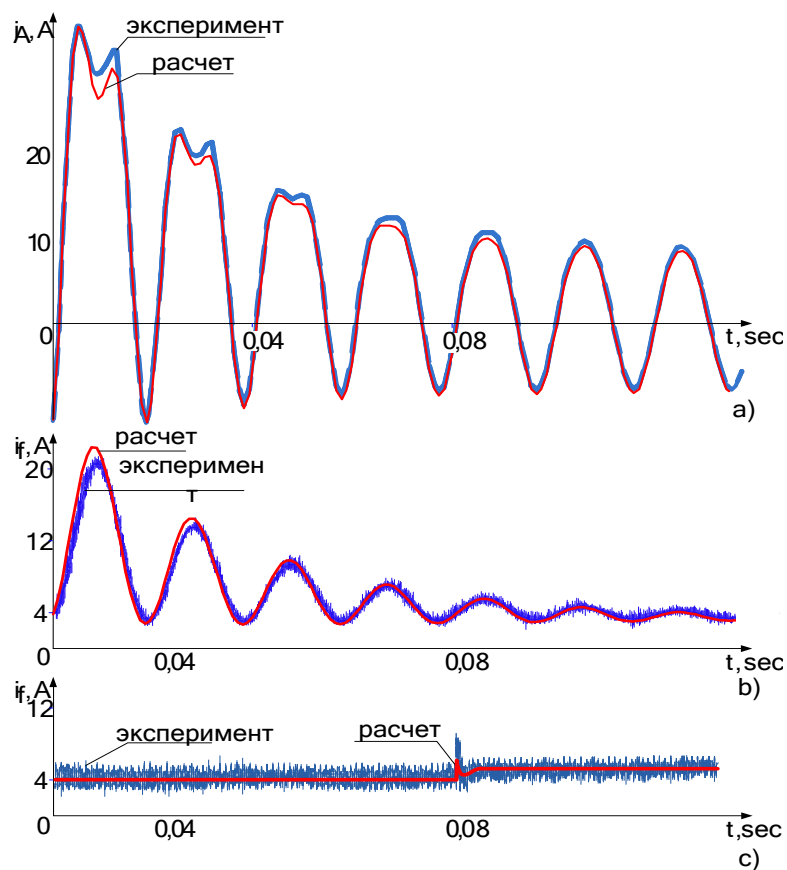 jA, A
эксперимент
расчет
20
10
0
0,04
0,08
t, sec
a)
if, A
расчет
эксперимен
т
20
12
4
0
0,04
0,08
t, sec
b)
if, A
12
эксперимент
расчет
4
0
0,04
0,08
t, sec
c)